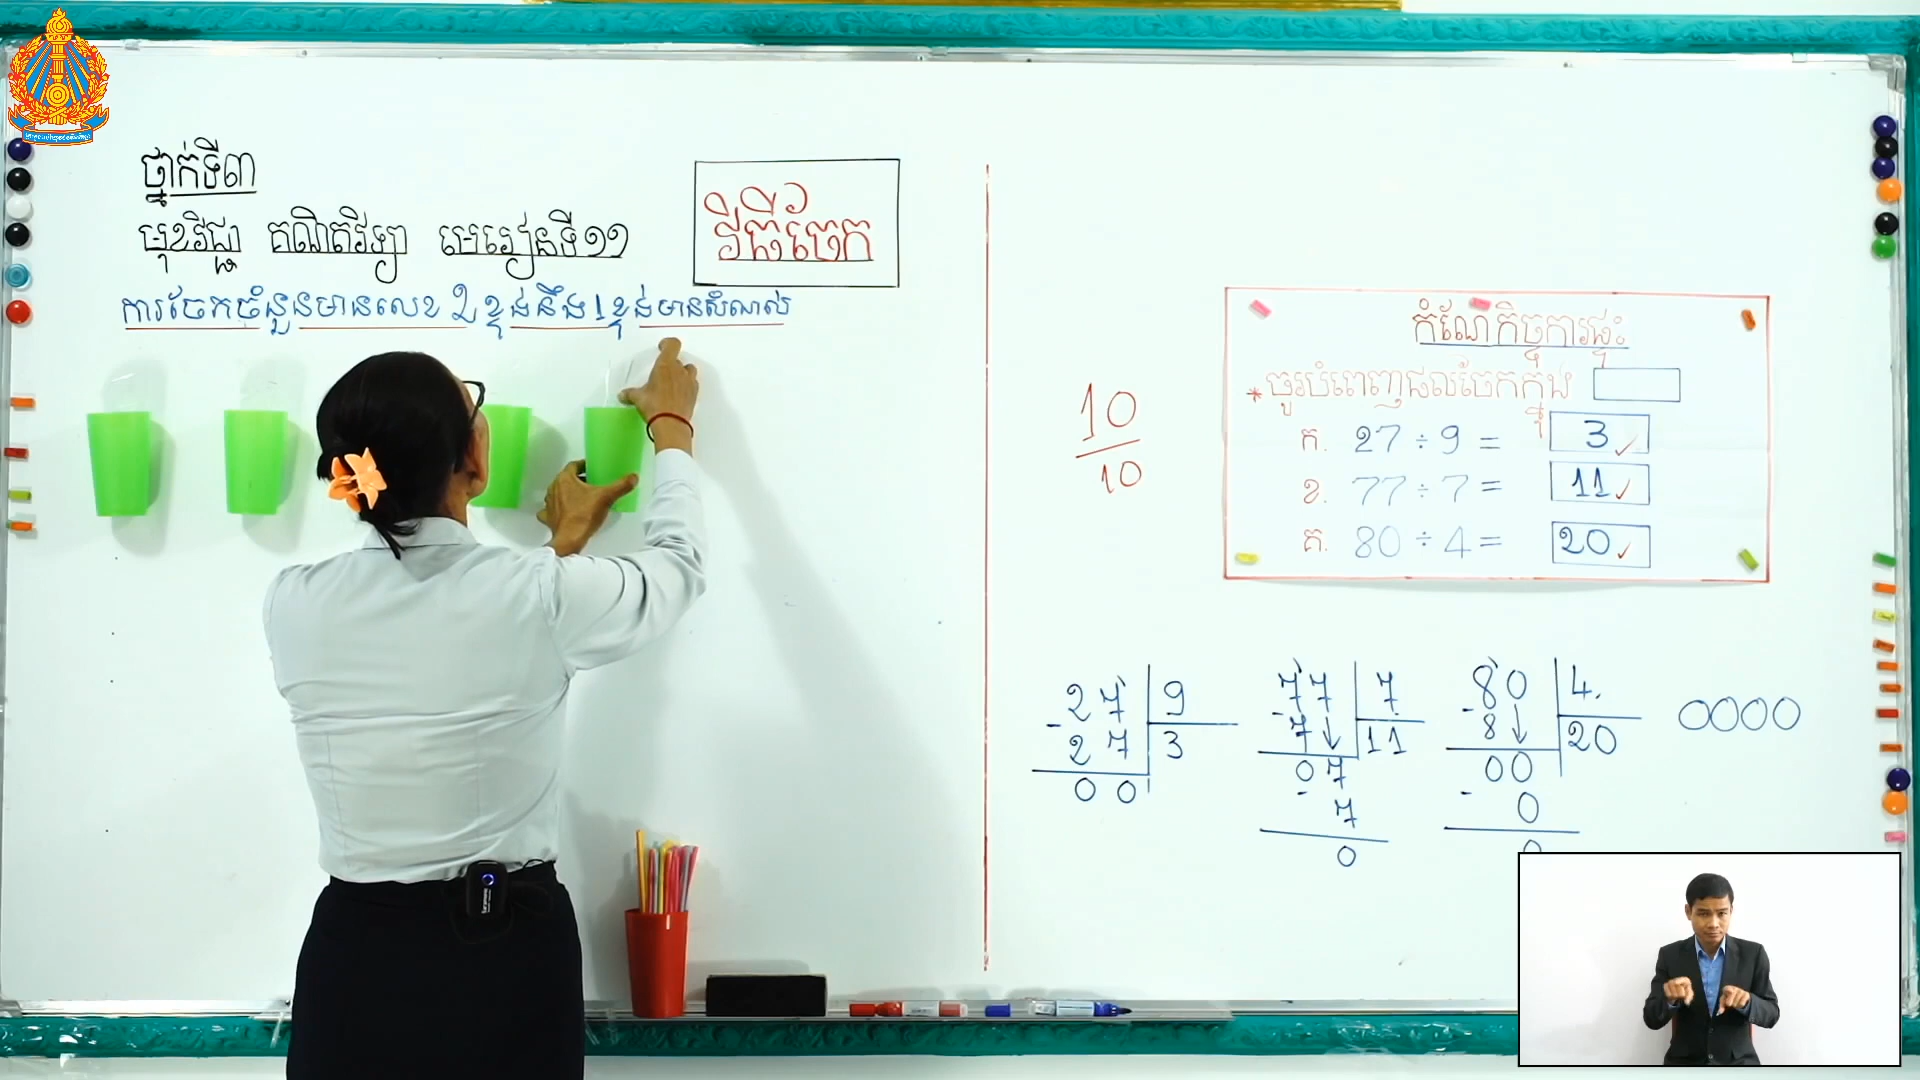 ថ្នាក់ទី៣
មុខវិជ្ជា គណិតវិទ្យា មេរៀនទី១១
វិធីចែក
ការចែកចំនួនមានលេខ 2 ខ្ទង់នឹង 1 ខ្ទង់មានសំណល់
10
10
កំណែកិច្ចការផ្ទះ
* ចូរបំពេញផលចែកក្នុង
ក. 27 ÷ 9 = 3 ✓
ខ. 77 ÷ 7 = 11 ✓
គ. 80 ÷ 4 = 20 ✓
27 9
- 27 3
00
77 7
- 7↓ 11
07
- 7
0
80 4.
- 8↓ 20
00
- 0
0
0000